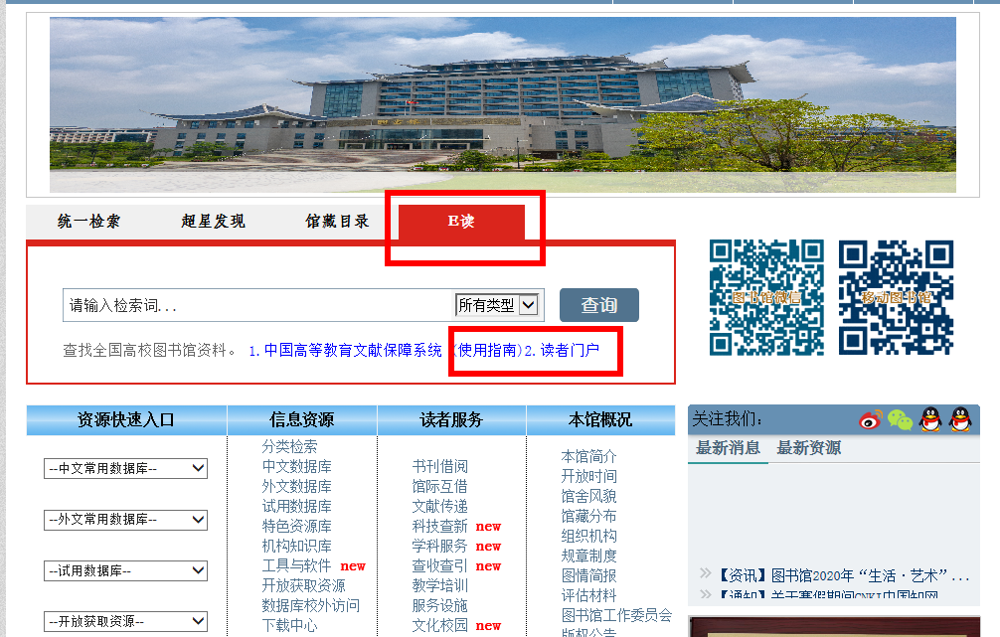 统一检索 超星发现 馆藏目录 E读
请输入检索词... 所有类型 查询
查找全国高校图书馆资料。 1.中国高等教育文献保障系统 (使用指南)2.读者门户
图书馆微信 移动图书馆
资源快速入口 信息资源 读者服务 本馆概况
--中文常用数据库--
--外文常用数据库--
--试用数据库--
--开放获取资源--
分类检索
中文数据库
外文数据库
试用数据库
特色资源库
机构知识库
工具与软件 new
开放获取资源
数据库校外访问
下载中心
书刊借阅
馆际互借
文献传递
科技查新 new
学科服务 new
查收查引 new
教学培训
服务设施
文化校园 new
本馆简介
开放时间
馆舍风貌
馆藏分布
组织机构
规章制度
图情简报
评估材料
图书馆工作委员会
版权公告
关注我们:
最新消息 最新资源
【资讯】图书馆2020年“生活·艺术”...
【通知】关于寒假期间CNKI中国知网